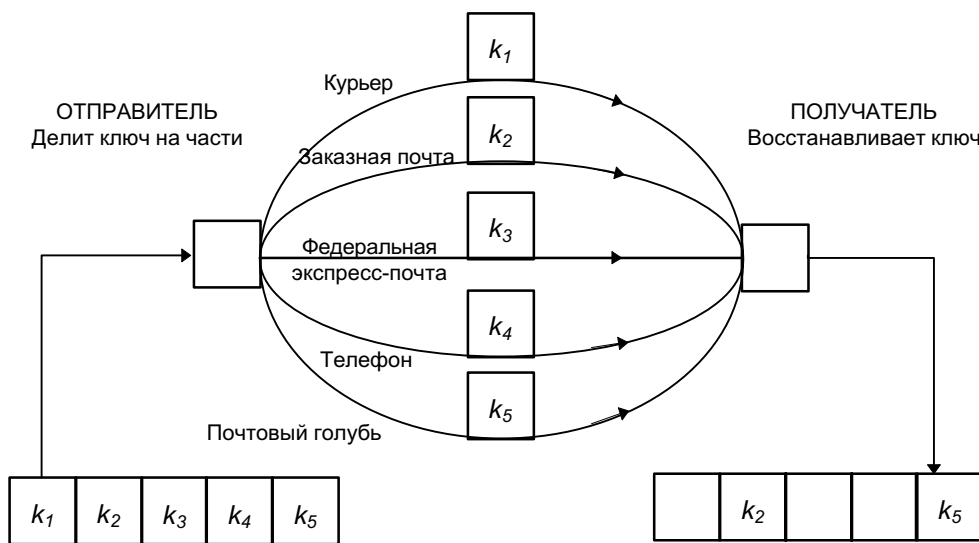 k1
Курьер
ОТПРАВИТЕЛЬ
Делит ключ на части
ПОЛУЧАТЕЛЬ
Восстанавливает ключ
k2
Заказная почта
k3
Федеральная
экспресс-почта
k4
Телефон
k5
Почтовый голубь
k1 k2 k3 k4 k5
k2 k5